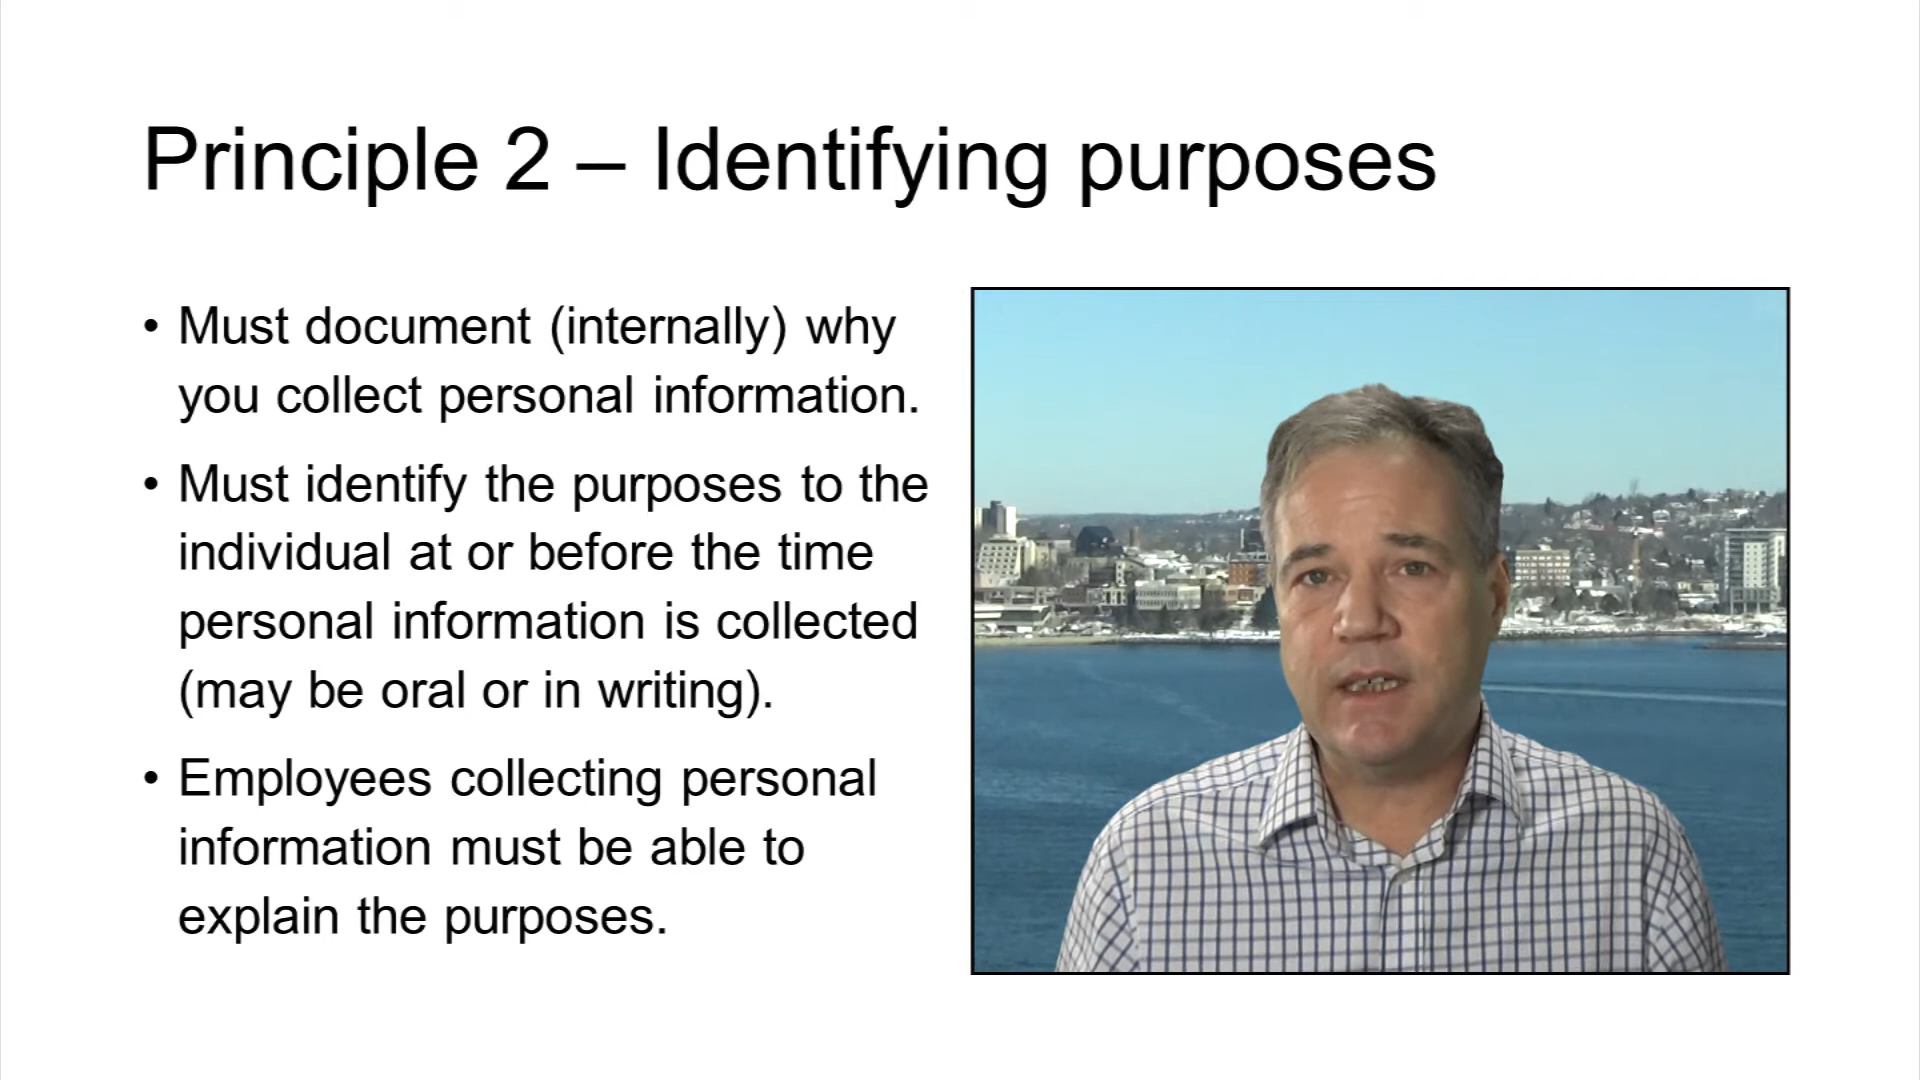 Principle 2 – Identifying purposes
• Must document (internally) why
you collect personal information.
• Must identify the purposes to the
individual at or before the time
personal information is collected
(may be oral or in writing).
• Employees collecting personal
information must be able to
explain the purposes.